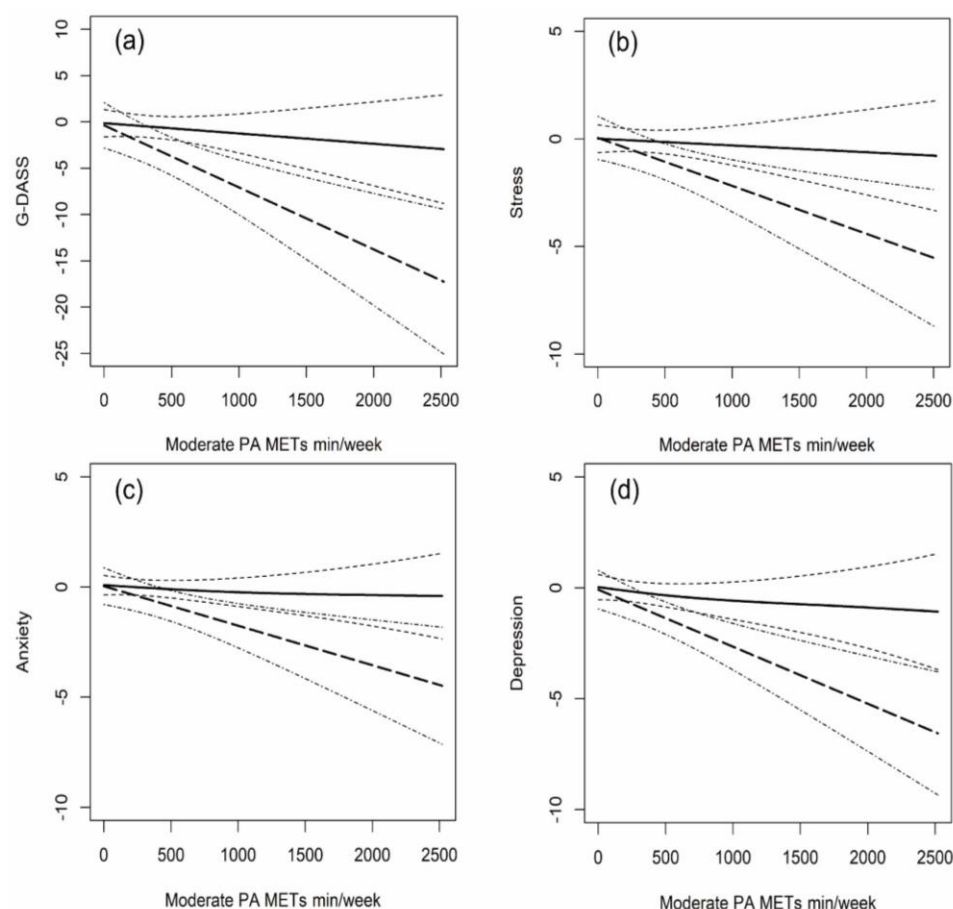 (a)
10
5
0
-5
-10
-15
-20
-25
G-DASS
0 500 1000 1500 2000 2500
Moderate PA METs min/week
(b)
5
0
-5
-10
Stress
0 500 1000 1500 2000 2500
Moderate PA METs min/week
(c)
5
0
-5
-10
Anxiety
0 500 1000 1500 2000 2500
Moderate PA METs min/week
(d)
5
0
-5
-10
Depression
0 500 1000 1500 2000 2500
Moderate PA METs min/week